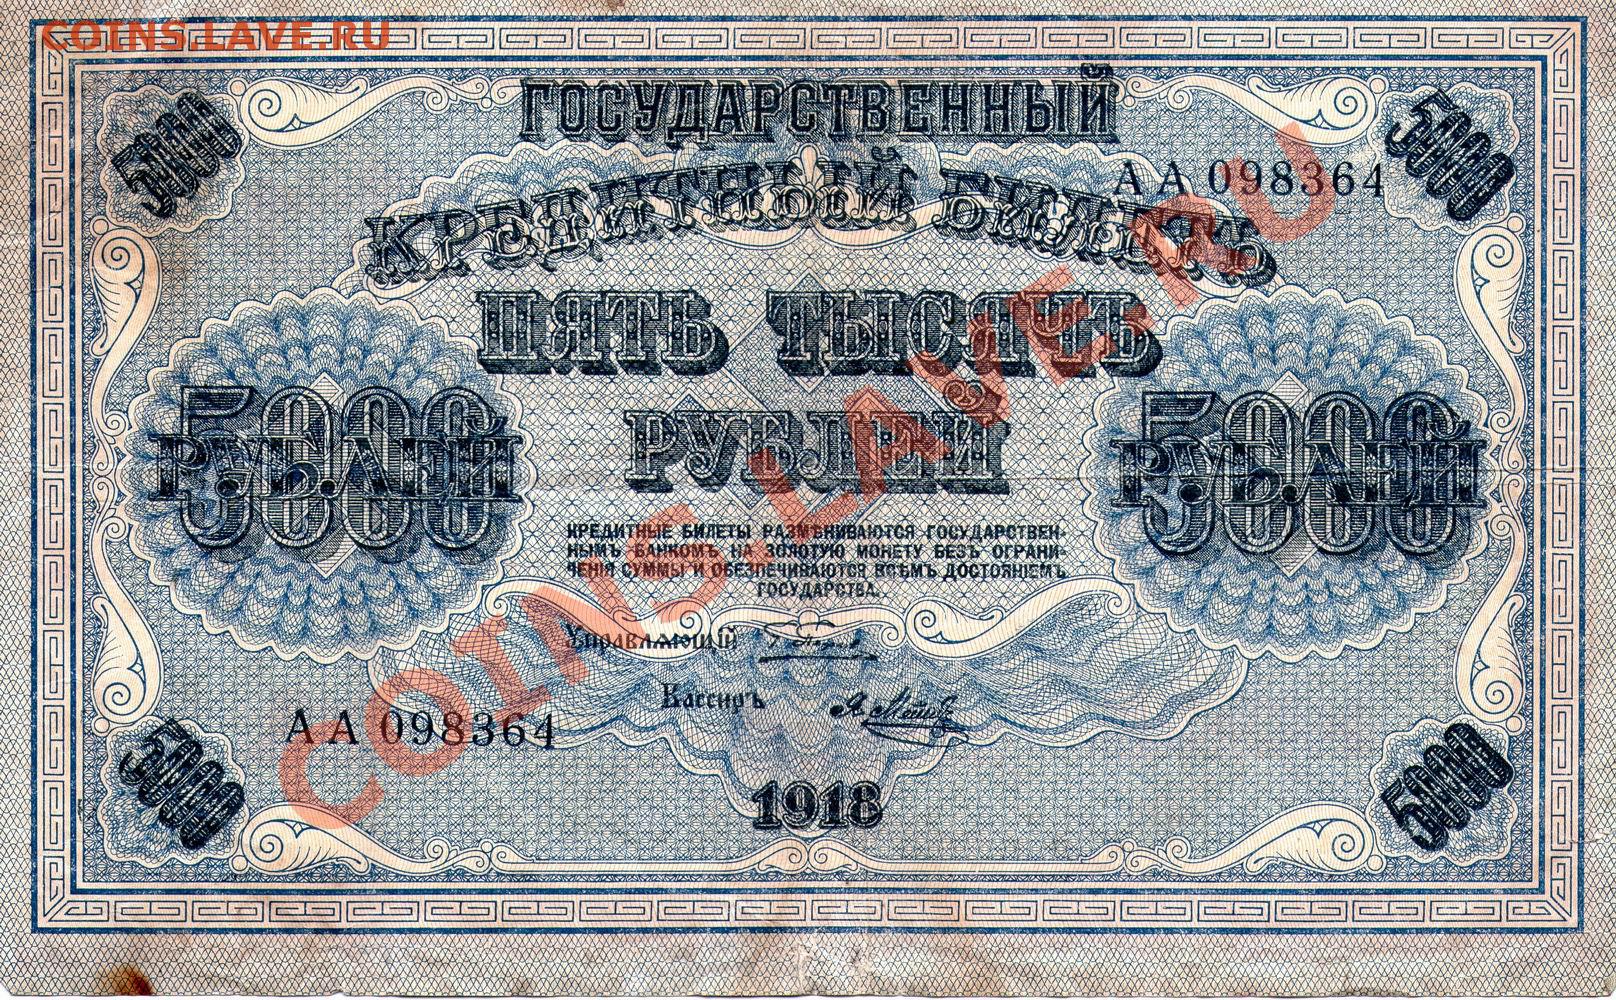 COINS.LAVE.RU
5000
5000
ГОСУДАРСТВЕННЫЙ
КРЕДИТНЫЙ БИЛЕТЪ
АА 098364
ПЯТЬ ТЫСЯЧЪ
РУБЛЕЙ
5000
РУБЛЕЙ
5000
РУБЛЕЙ
КРЕДИТНЫЕ БИЛЕТЫ РАЗМѢНИВАЮТСЯ ГОСУДАРСТВЕН-
НЫМЪ БАНКОМЪ НА ЗОЛОТУЮ МОНЕТУ БЕЗЪ ОГРАНИ-
ЧЕНІЯ СУММЫ И ОБЕЗПЕЧИВАЮТСЯ ВСѢМЪ ДОСТОЯНІЕМЪ
ГОСУДАРСТВА.
Управляющій
Кассиръ
АА 098364
5000
5000
1918
COINS.LAVE.RU